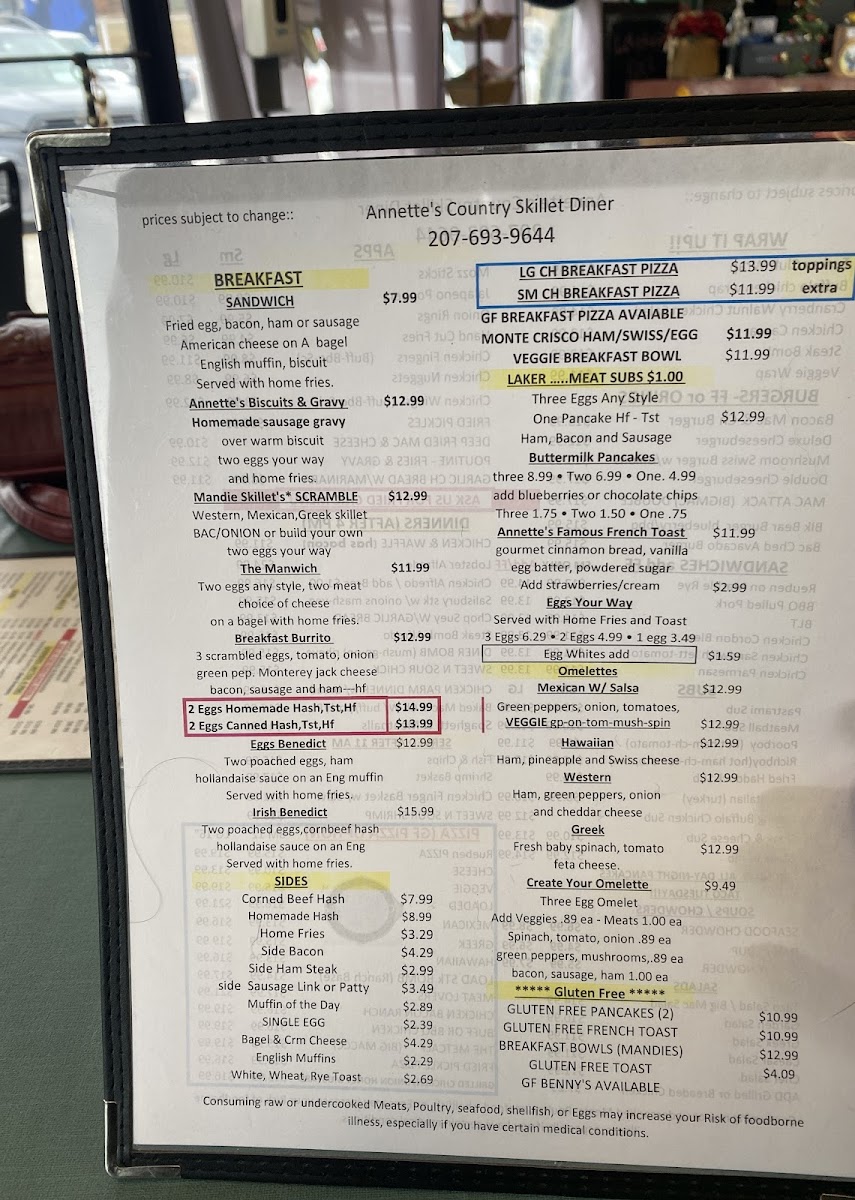 prices subject to change::
Annette's Country Skillet Diner
207-693-9644
BREAKFAST
SANDWICH $7.99
Fried egg, bacon, ham or sausage
American cheese on A bagel
English muffin, biscuit
Served with home fries.
Annette's Biscuits & Gravy $12.99
Homemade sausage gravy
over warm biscuit
two eggs your way
and home fries.
Mandie Skillet's* SCRAMBLE $12.99
Western, Mexican,Greek skillet
BAC/ONION or build your own
two eggs your way
The Manwich $11.99
Two eggs any style, two meat
choice of cheese
on a bagel with home fries.
Breakfast Burrito $12.99
3 scrambled eggs, tomato, onion
green pep. Monterey jack cheese
bacon, sausage and ham---hf
2 Eggs Homemade Hash,Tst,Hf $14.99
2 Eggs Canned Hash,Tst,Hf $13.99
Eggs Benedict $12.99
Two poached eggs, ham
hollandaise sauce on an Eng muffin
Served with home fries.
Irish Benedict $15.99
Two poached eggs,cornbeef hash
hollandaise sauce on an Eng
Served with home fries.
SIDES
Corned Beef Hash $7.99
Homemade Hash $8.99
Home Fries $3.29
Side Bacon $4.29
Side Ham Steak $2.99
side Sausage Link or Patty $3.49
Muffin of the Day $2.89
SINGLE EGG $2.39
Bagel & Crm Cheese $4.29
English Muffins $2.29
White, Wheat, Rye Toast $2.69
LG CH BREAKFAST PIZZA $13.99 toppings
SM CH BREAKFAST PIZZA $11.99 extra
GF BREAKFAST PIZZA AVAIABLE
MONTE CRISCO HAM/SWISS/EGG $11.99
VEGGIE BREAKFAST BOWL $11.99
LAKER .....MEAT SUBS $1.00
Three Eggs Any Style
One Pancake Hf - Tst $12.99
Ham, Bacon and Sausage
Buttermilk Pancakes
three 8.99 • Two 6.99 • One. 4.99
add blueberries or chocolate chips
Three 1.75 • Two 1.50 • One .75
Annette's Famous French Toast $11.99
gourmet cinnamon bread, vanilla
egg batter, powdered sugar
Add strawberries/cream $2.99
Eggs Your Way
Served with Home Fries and Toast
3 Eggs 6.29 • 2 Eggs 4.99 • 1 egg 3.49
Egg Whites add $1.59
Omelettes
Mexican W/ Salsa $12.99
Green peppers, onion, tomatoes,
VEGGIE gp-on-tom-mush-spin $12.99
Hawaiian $12.99
Ham, pineapple and Swiss cheese
Western $12.99
Ham, green peppers, onion
and cheddar cheese
Greek
Fresh baby spinach, tomato $12.99
feta cheese.
Create Your Omelette $9.49
Three Egg Omelet
Add Veggies .89 ea - Meats 1.00 ea
Spinach, tomato, onion .89 ea
green peppers, mushrooms,.89 ea
bacon, sausage, ham 1.00 ea
***** Gluten Free *****
GLUTEN FREE PANCAKES (2) $10.99
GLUTEN FREE FRENCH TOAST $10.99
BREAKFAST BOWLS (MANDIES) $12.99
GLUTEN FREE TOAST $4.09
GF BENNY'S AVAILABLE
Consuming raw or undercooked Meats, Poultry, seafood, shellfish, or Eggs may increase your Risk of foodborne
illness, especially if you have certain medical conditions.